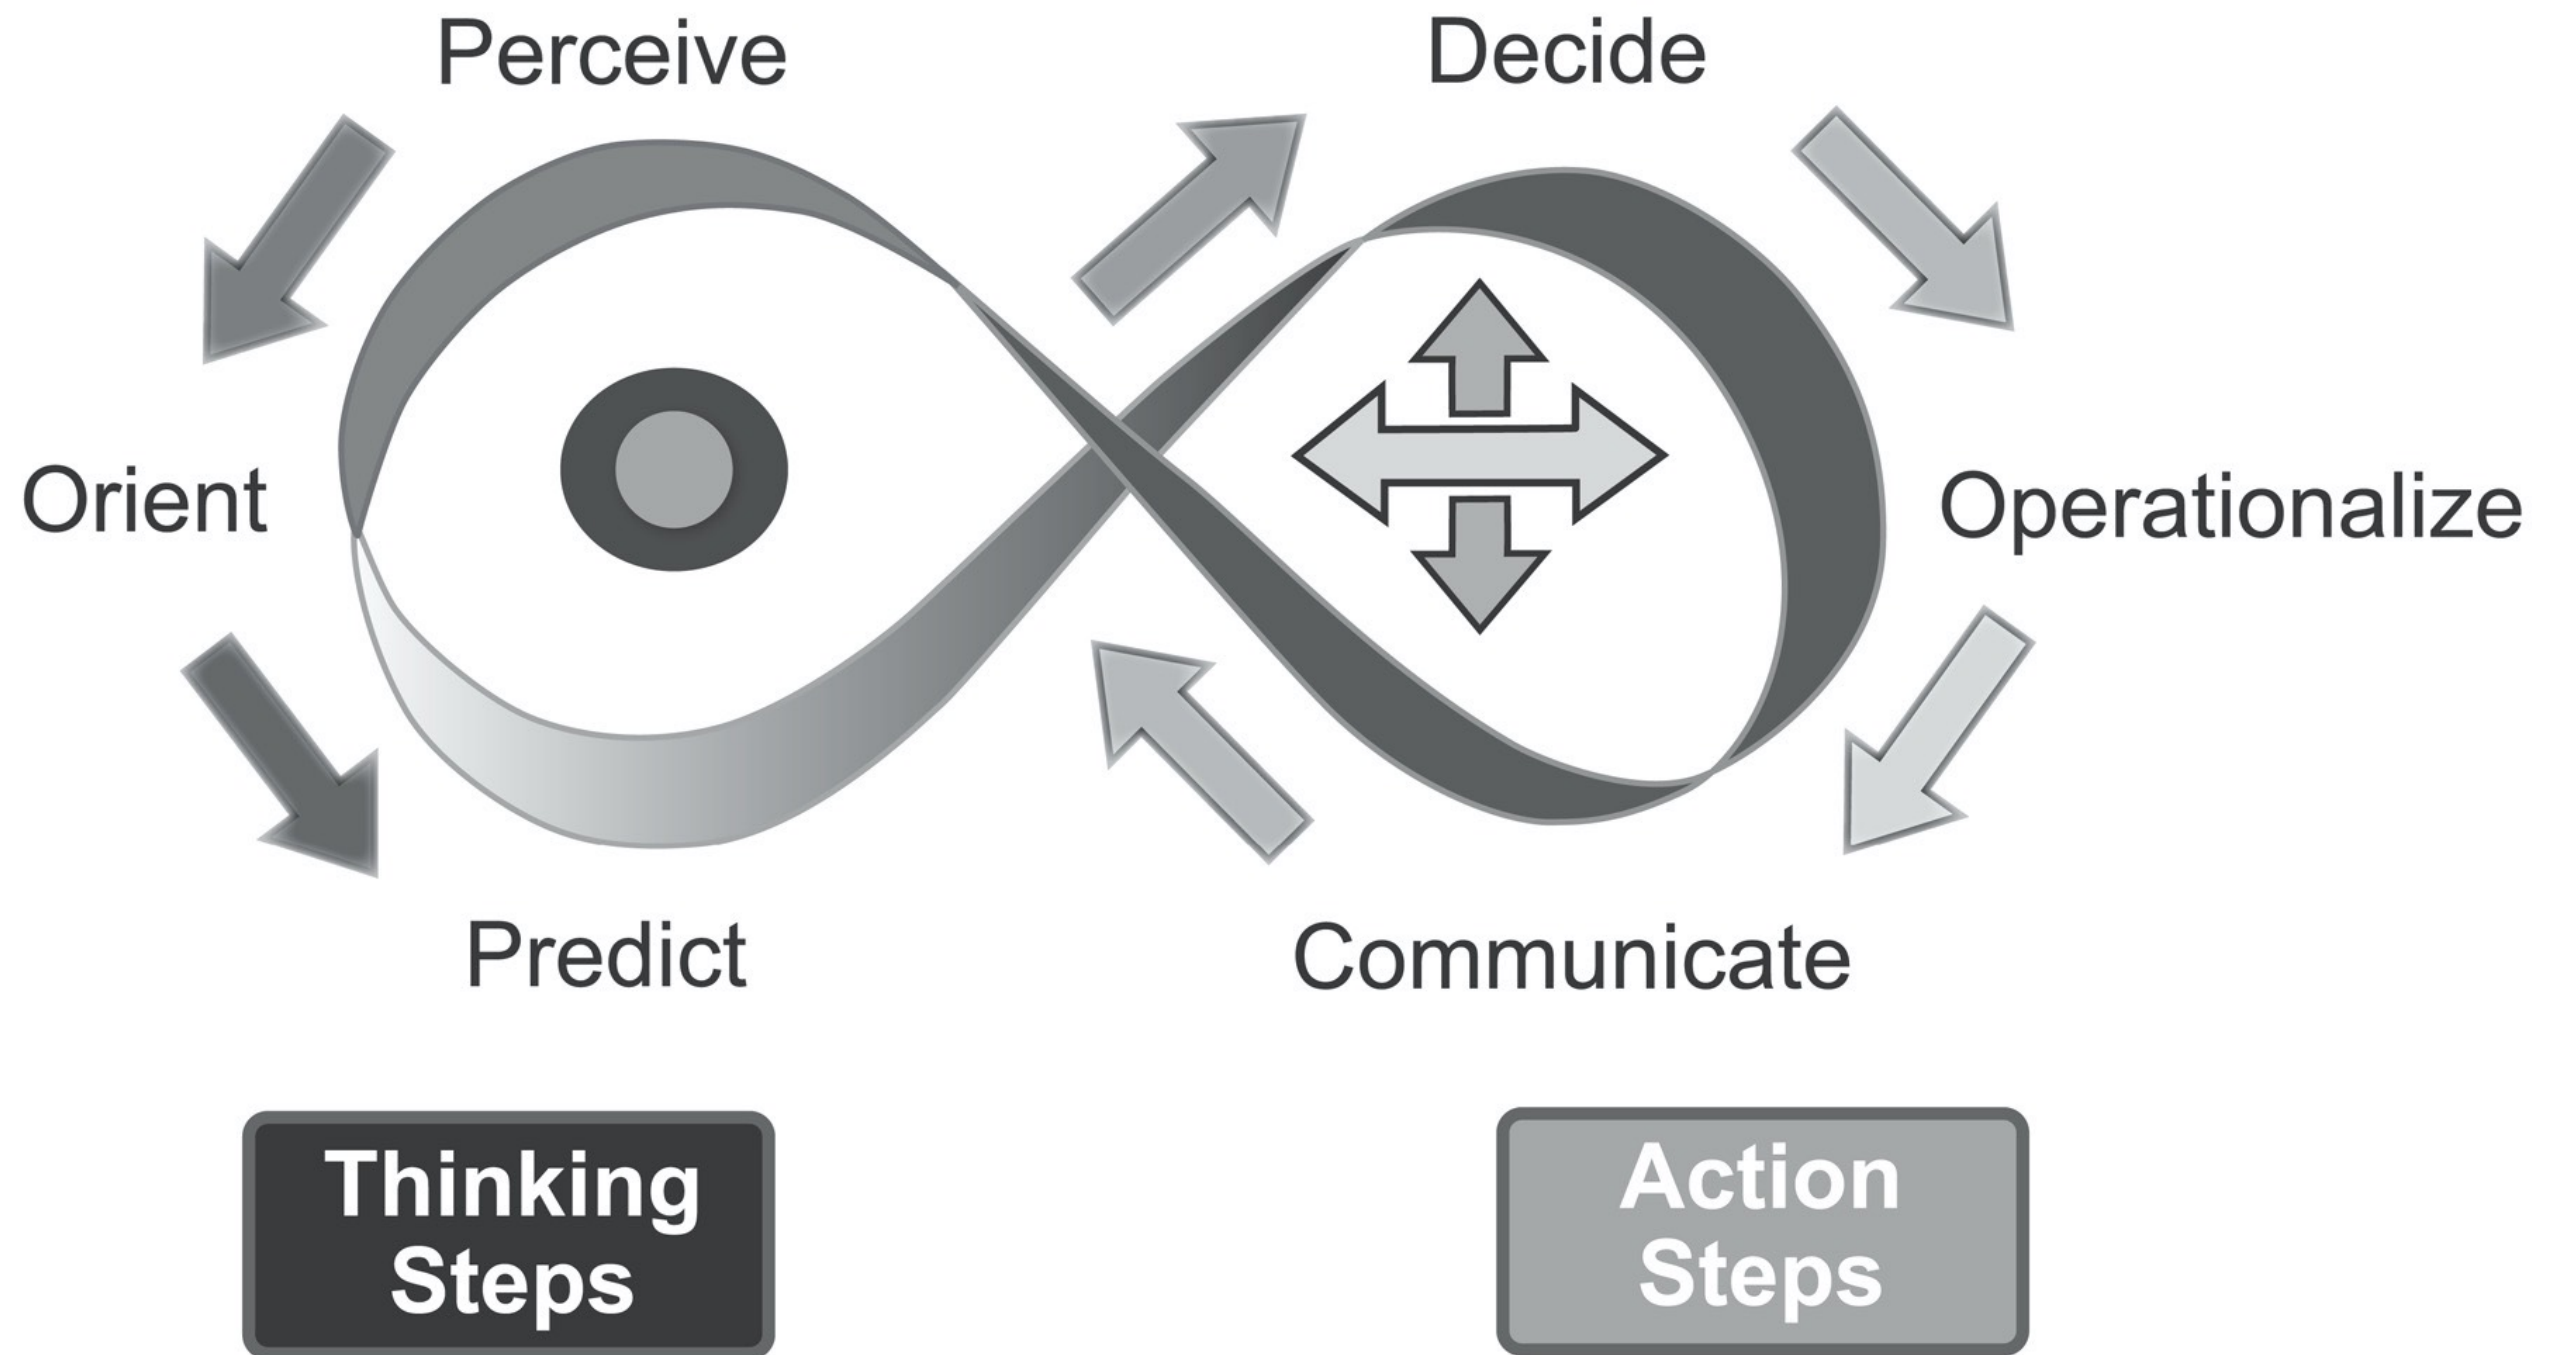 Perceive
Decide
Orient
Operationalize
Predict
Communicate
Thinking
Steps
Action
Steps